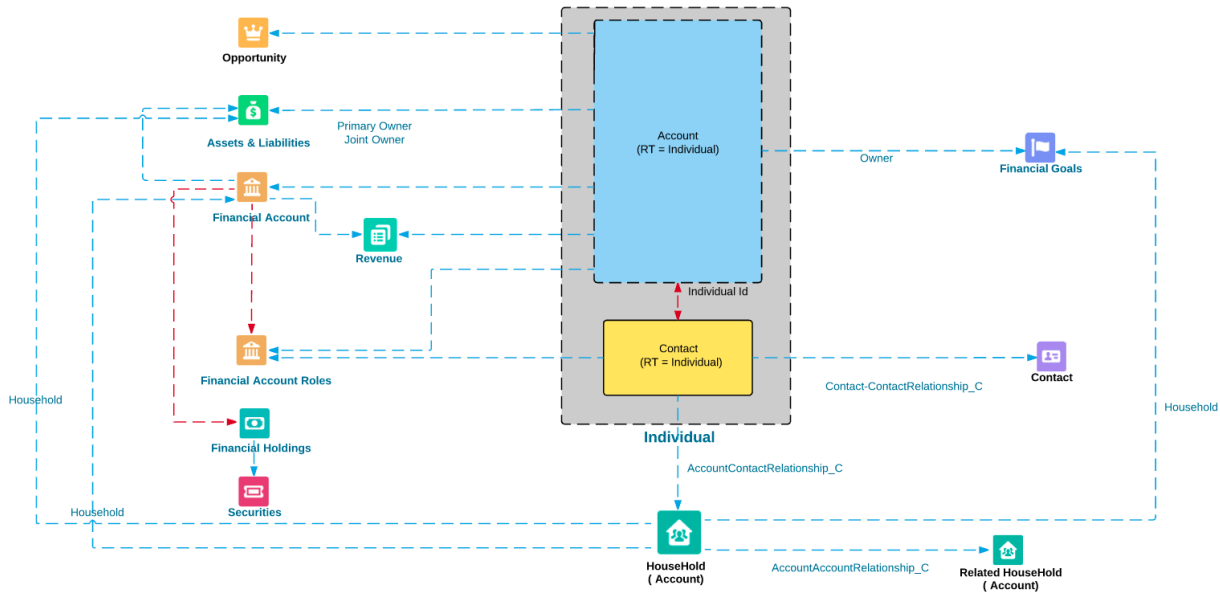 Opportunity
Assets & Liabilities
Primary Owner
Joint Owner
Account
(RT = Individual)
Owner
Financial Goals
Financial Account
Revenue
Individual Id
Contact
(RT = Individual)
Financial Account Roles
Contact-ContactRelationship_C
Contact
Household
Household
Individual
Financial Holdings
AccountContactRelationship_C
Securities
Household
HouseHold
( Account)
AccountAccountRelationship_C
Related HouseHold
( Account)